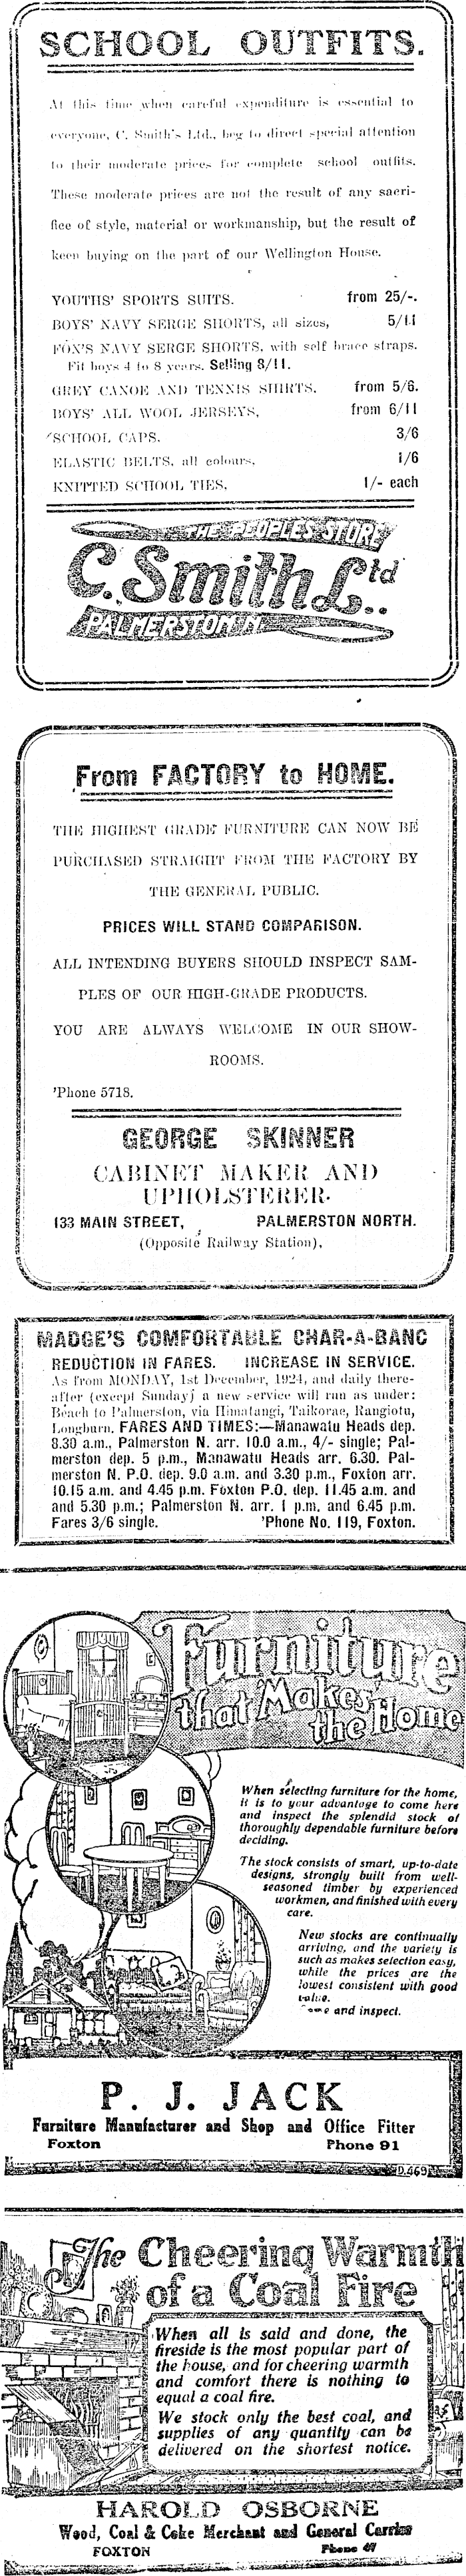 SCHOOL OUTFITS.
At this time when careful expenditure is essential to
everyone, C. Smith's Ltd., beg to direct special attention
to their moderate prices for complete school outfits.
These moderate prices are not the result of any sacri-
fice of style, material or workmanship, but the result of
keen buying on the part of our Wellington House.
YOUTHS' SPORTS SUITS. from 25/-.
BOYS' NAVY SERGE SHORTS, all sizes, 5/11
FOX'S NAVY SERGE SHORTS, with self brace straps.
Fit boys 4 to 8 years. Selling 8/11.
GREY CANOE AND TENNIS SHIRTS. from 5/6.
BOYS' ALL WOOL JERSEYS, from 6/11
SCHOOL CAPS. 3/6
ELASTIC BELTS, all colours, 1/6
KNITTED SCHOOL TIES, 1/- each
THE PEOPLES STORE
C. Smith Ltd..
PALMERSTON N.
From FACTORY to HOME.
THE HIGHEST GRADE FURNITURE CAN NOW BE
PURCHASED STRAIGHT FROM THE FACTORY BY
THE GENERAL PUBLIC.
PRICES WILL STAND COMPARISON.
ALL INTENDING BUYERS SHOULD INSPECT SAM-
PLES OF OUR HIGH-GRADE PRODUCTS.
YOU ARE ALWAYS WELCOME IN OUR SHOW-
ROOMS.
'Phone 5718.
GEORGE SKINNER
CABINET MAKER AND
UPHOLSTERER.
133 MAIN STREET, PALMERSTON NORTH.
(Opposite Railway Station).
MADGE'S COMFORTABLE CHAR-A-BANC
REDUCTION IN FARES. INCREASE IN SERVICE.
As from MONDAY, 1st December, 1924, and daily there-
after (except Sunday) a new service will run as under:
Beach to Palmerston, via Himatangi, Taikorae, Rangiotu,
Longburn. FARES AND TIMES:—Manawatu Heads dep.
8.30 a.m., Palmerston N. arr. 10.0 a.m., 4/- single; Pal-
merston dep. 5 p.m., Manawatu Heads arr. 6.30. Pal-
merston N. P.O. dep. 9.0 a.m. and 3.30 p.m., Foxton arr.
10.15 a.m. and 4.45 p.m. Foxton P.O. dep. 11.45 a.m. and
and 5.30 p.m.; Palmerston N. arr. 1 p.m. and 6.45 p.m.
Fares 3/6 single. 'Phone No. 119, Foxton.
Furniture
that Makes
the Home
When selecting furniture for the home,
it is to your advantage to come here
and inspect the splendid stock of
thoroughly dependable furniture before
deciding.
The stock consists of smart, up-to-date
designs, strongly built from well-
seasoned timber by experienced
workmen, and finished with every
care.
New stocks are continually
arriving, and the variety is
such as makes selection easy,
while the prices are the
lowest consistent with good
value.
Come and inspect.
P. J. JACK
Furniture Manufacturer and Shop and Office Fitter
Foxton Phone 91
D.469
The Cheering Warmth
of a Coal Fire
When all is said and done, the
fireside is the most popular part of
the house, and for cheering warmth
and comfort there is nothing to
equal a coal fire.
We stock only the best coal, and
supplies of any quantity can be
delivered on the shortest notice.
HAROLD OSBORNE
Wood, Coal & Coke Merchant and General Carrier
FOXTON Phone 47